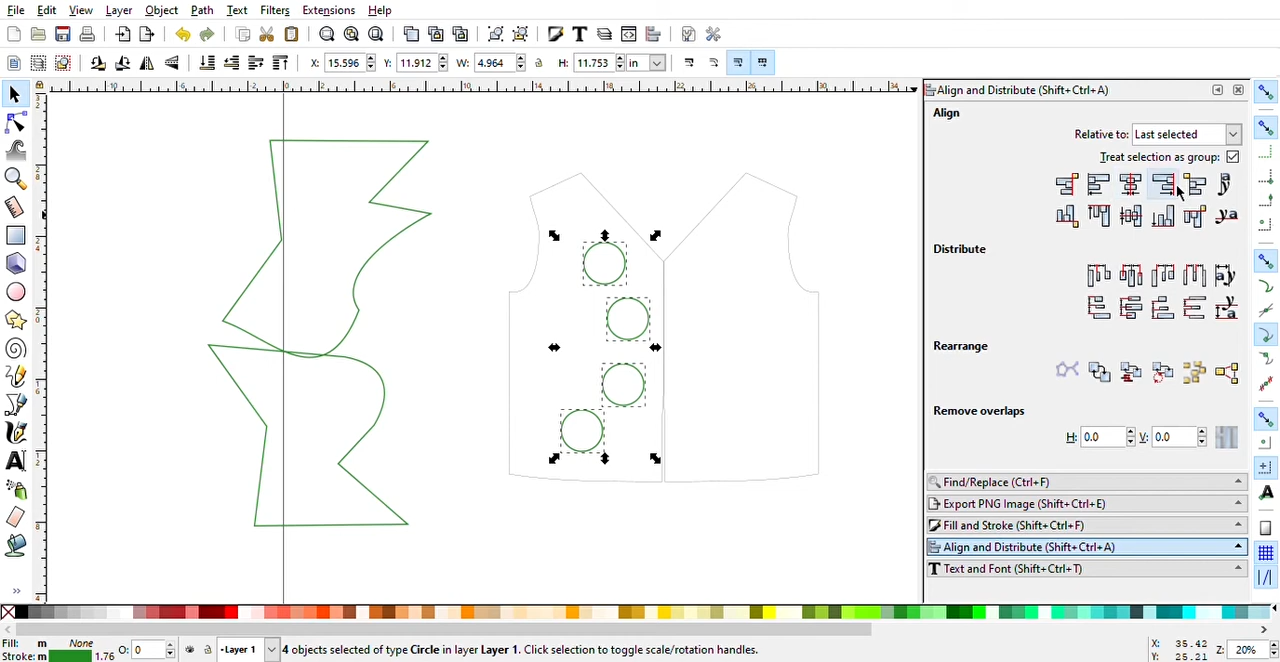 File Edit View Layer Object Path Text Filters Extensions Help
X: 15.596 Y: 11.912 W: 4.964 H: 11.753 in
Align and Distribute (Shift+Ctrl+A)
Align
Relative to: Last selected
Treat selection as group:
Distribute
Rearrange
Remove overlaps
H: 0.0 V: 0.0
Find/Replace (Ctrl+F)
Export PNG Image (Shift+Ctrl+E)
Fill and Stroke (Shift+Ctrl+F)
Align and Distribute (Shift+Ctrl+A)
Text and Font (Shift+Ctrl+T)
Fill: m None
Stroke: m 1.76
O: 0
Layer 1
4 objects selected of type Circle in layer Layer 1. Click selection to toggle scale/rotation handles.
X: 35.42
Y: 25.21
Z: 20%